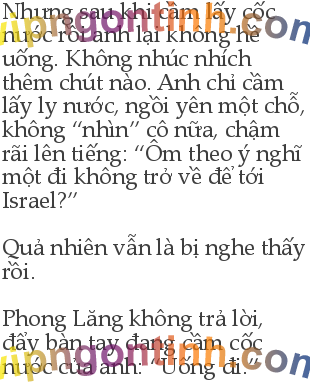 Nhưng sau khi cầm lấy cốc
nước rồi anh lại không hề
uống. Không nhúc nhích
thêm chút nào. Anh chỉ cầm
lấy ly nước, ngồi yên một chỗ,
không “nhìn” cô nữa, chậm
rãi lên tiếng: “Ôm theo ý nghĩ
một đi không trở về để tới
Israel?”
Quả nhiên vẫn là bị nghe thấy
rồi.
Phong Lăng không trả lời,
đẩy bàn tay đang cầm cốc
nước của anh: “Uống đi.”
vipngontinh.com
vipngontinh.com